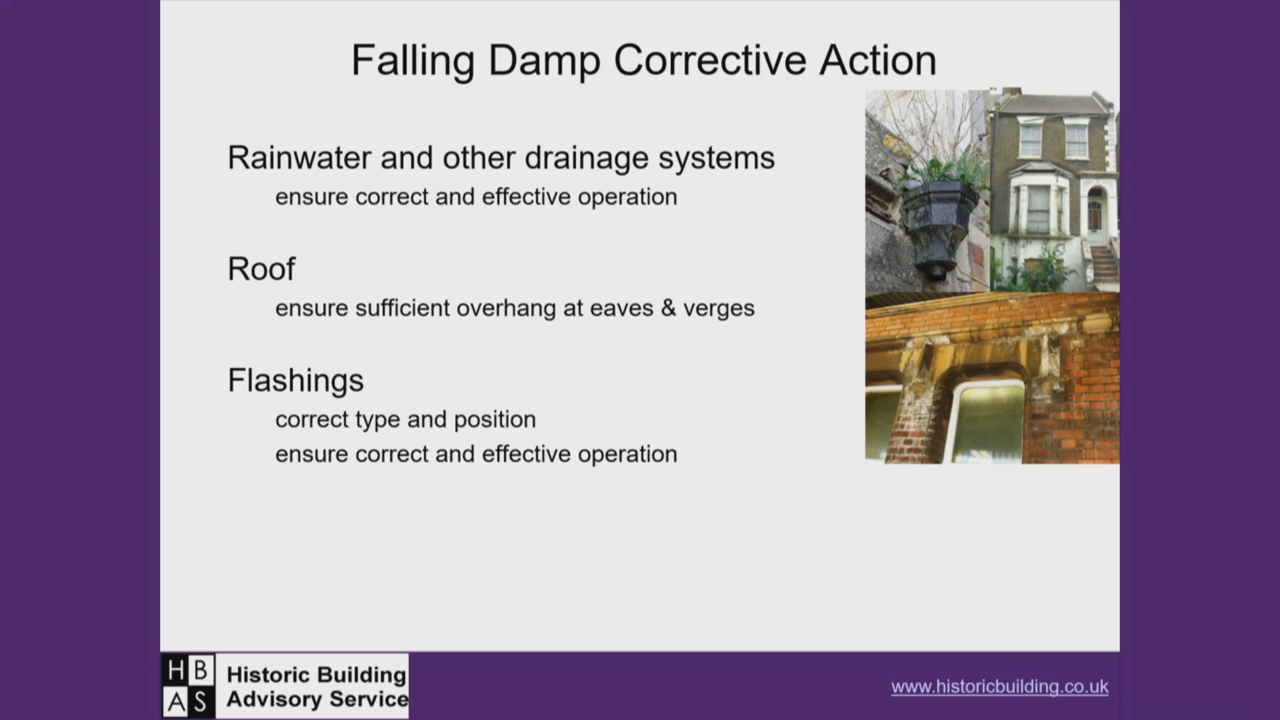 Falling Damp Corrective Action
Rainwater and other drainage systems
ensure correct and effective operation
Roof
ensure sufficient overhang at eaves & verges
Flashings
correct type and position
ensure correct and effective operation
H B
A S
Historic Building
Advisory Service
www.historicbuilding.co.uk